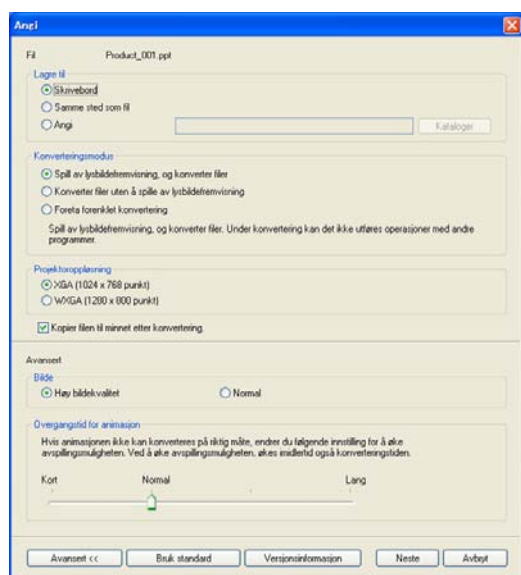 Angi
Fil Product_001.ppt
Lagre til
Skrivebord
Samme sted som fil
Angi Kataloger
Konverteringsmodus
Spill av lysbildefremvisning, og konverter filer
Konverter filer uten å spille av lysbildefremvisning
Foreta forenklet konvertering
Spill av lysbildefremvisning, og konverter filer. Under konvertering kan det ikke utføres operasjoner med andre
programmer.
Projektoroppløsning
XGA (1024 x 768 punkt)
WXGA (1280 x 800 punkt)
Kopier filen til minnet etter konvertering.
Avansert
Bilde
Høy bildekvalitet Normal
Overgangstid for animasjon
Hvis animasjonen ikke kan konverteres på riktig måte, endrer du følgende innstilling for å øke
avspillingsmuligheten. Ved å øke avspillingsmuligheten, økes imidlertid også konverteringstiden.
Kort Normal Lang
Avansert << Bruk standard Versjonsinformasjon Neste Avbryt